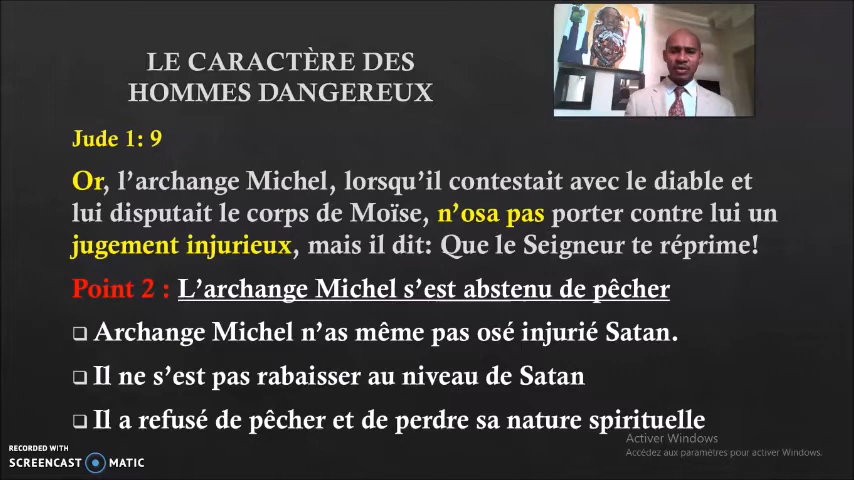 LE CARACTÈRE DES
HOMMES DANGEREUX
Jude 1: 9
Or, l’archange Michel, lorsqu’il contestait avec le diable et
lui disputait le corps de Moïse, n’osa pas porter contre lui un
jugement injurieux, mais il dit: Que le Seigneur te réprime!
Point 2 : L’archange Michel s’est abstenu de pêcher
❑ Archange Michel n’as même pas osé injurié Satan.
❑ Il ne s’est pas rabaisser au niveau de Satan
❑ Il a refusé de pêcher et de perdre sa nature spirituelle
Activer Windows
Accédez aux paramètres pour activer Windows.
RECORDED WITH
SCREENCAST MATIC